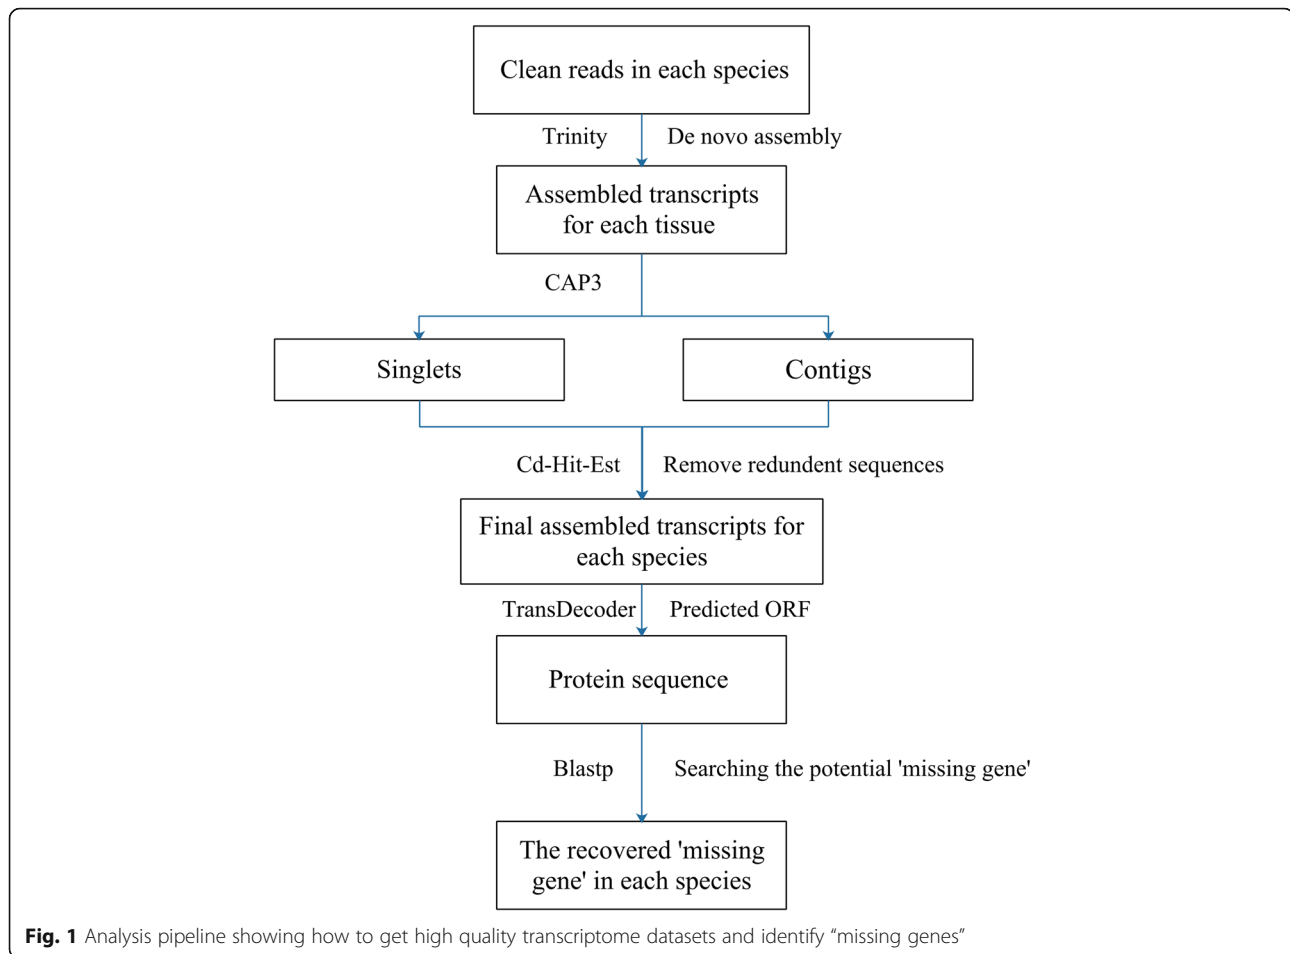 Clean reads in each species
Trinity De novo assembly
Assembled transcripts
for each tissue
CAP3
Singlets Contigs
Cd-Hit-Est Remove redundent sequences
Final assembled transcripts for
each species
TransDecoder Predicted ORF
Protein sequence
Blastp Searching the potential 'missing gene'
The recovered 'missing
gene' in each species
Fig. 1 Analysis pipeline showing how to get high quality transcriptome datasets and identify “missing genes”